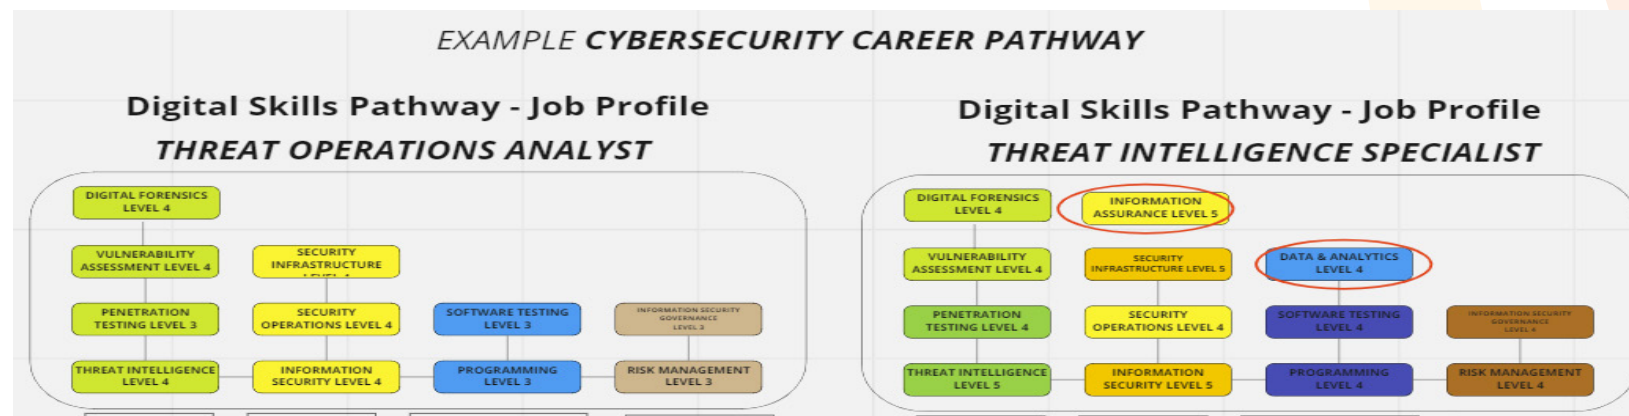 EXAMPLE CYBERSECURITY CAREER PATHWAY
Digital Skills Pathway - Job Profile
THREAT OPERATIONS ANALYST
DIGITAL FORENSICS
LEVEL 4
VULNERABILITY
ASSESSMENT LEVEL 4
SECURITY
INFRASTRUCTURE
PENETRATION
TESTING LEVEL 3
SECURITY
OPERATIONS LEVEL 4
SOFTWARE TESTING
LEVEL 3
INFORMATION SECURITY
GOVERNANCE
THREAT INTELLIGENCE
LEVEL 4
INFORMATION
SECURITY LEVEL 4
PROGRAMMING
LEVEL 3
RISK MANAGEMENT
LEVEL 3
Digital Skills Pathway - Job Profile
THREAT INTELLIGENCE SPECIALIST
DIGITAL FORENSICS
LEVEL 4
INFORMATION
ASSURANCE LEVEL 5
VULNERABILITY
ASSESSMENT LEVEL 4
SECURITY
INFRASTRUCTURE LEVEL 5
DATA & ANALYTICS
LEVEL 4
PENETRATION
TESTING LEVEL 4
SECURITY
OPERATIONS LEVEL 4
SOFTWARE TESTING
LEVEL 4
INFORMATION SECURITY
GOVERNANCE
LEVEL 4
THREAT INTELLIGENCE
LEVEL 5
INFORMATION
SECURITY LEVEL 5
PROGRAMMING
LEVEL 4
RISK MANAGEMENT
LEVEL 4